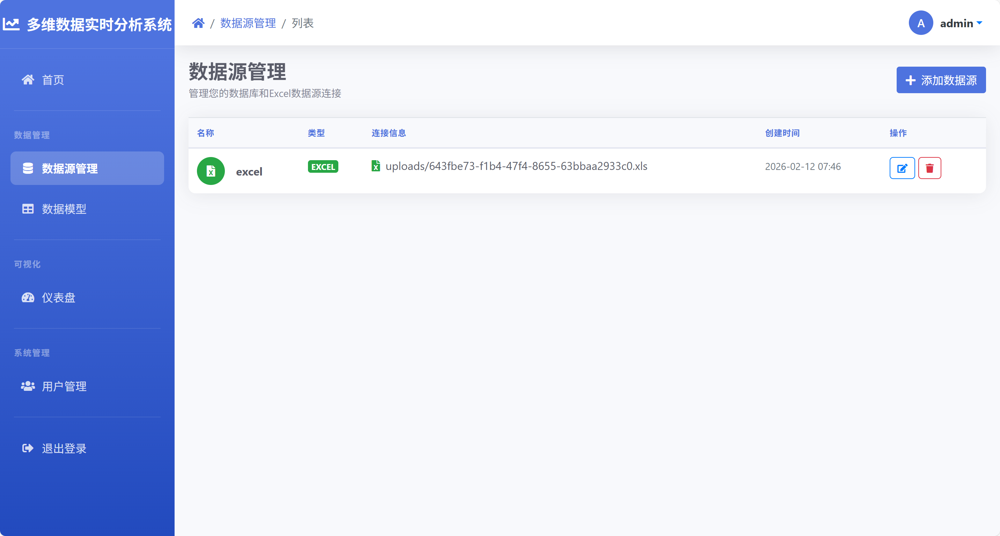 多维数据实时分析系统
/ 数据源管理 / 列表
A admin
首页
数据管理
数据源管理
数据模型
可视化
仪表盘
系统管理
用户管理
退出登录
数据源管理
管理您的数据库和Excel数据源连接
添加数据源
名称 类型 连接信息 创建时间 操作
excel EXCEL uploads/643fbe73-f1b4-47f4-8655-63bbaa2933c0.xls 2026-02-12 07:46